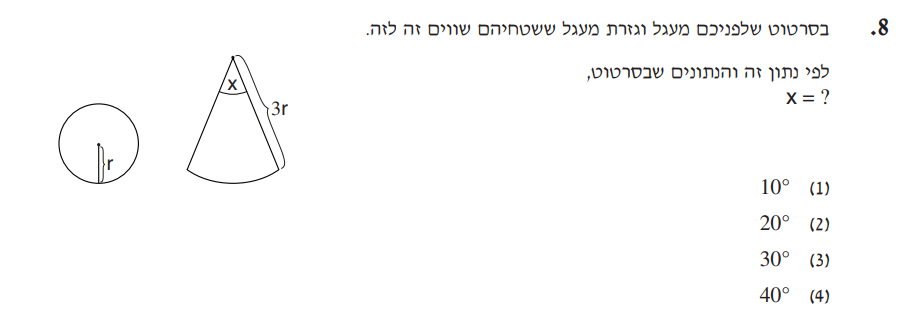 8. בסרטוט שלפניכם מעגל וגזרת מעגל ששטחיהם שווים זה לזה.
לפי נתון זה והנתונים שבסרטוט,
x = ?
x
3r
r
(1) 10°
(2) 20°
(3) 30°
(4) 40°